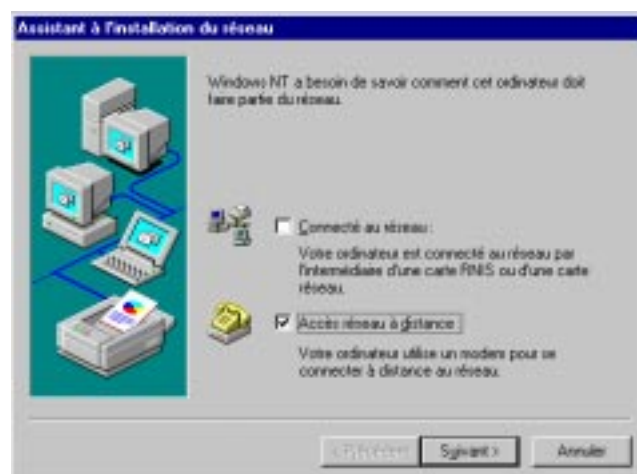 Assistant à l'installation du réseau
Windows NT a besoin de savoir comment cet ordinateur doit
faire partie du réseau.
Connecté au réseau :
Votre ordinateur est connecté au réseau par
l'intermédiaire d'une carte RNIS ou d'une carte
réseau.
Accès réseau à distance :
Votre ordinateur utilise un modem pour se
connecter à distance au réseau.
< Précédent
Suivant >
Annuler